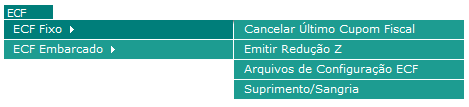 ECF
ECF Fixo
ECF Embarcado
Cancelar Último Cupom Fiscal
Emitir Redução Z
Arquivos de Configuração ECF
Suprimento/Sangria